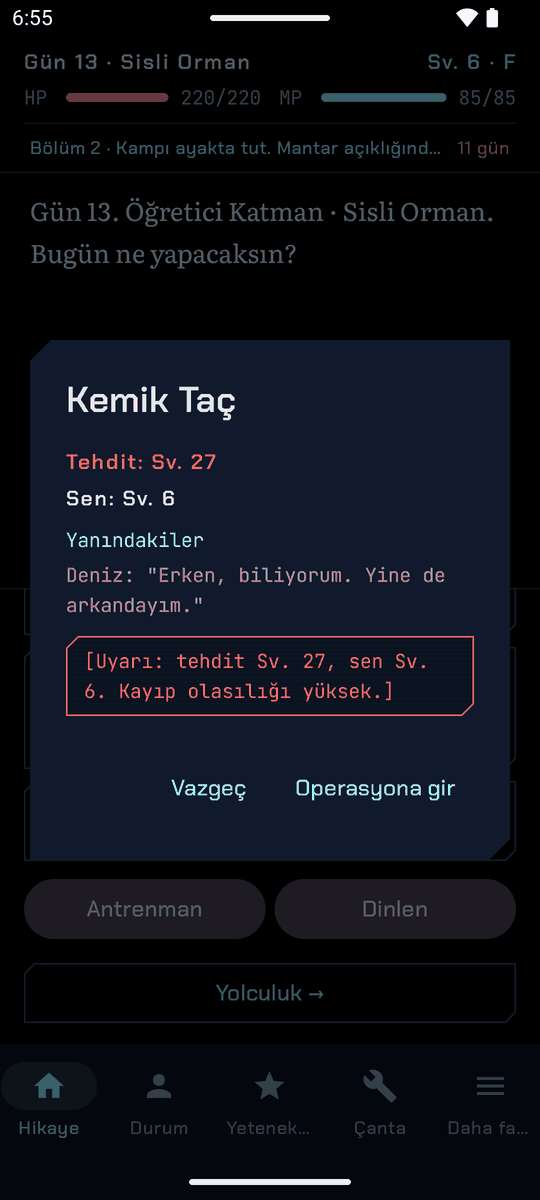 6:55
Gün 13 · Sisli Orman
Sv. 6 · F
HP 220/220 MP 85/85
Bölüm 2 · Kampı ayakta tut. Mantar açıklığınd... 11 gün
Gün 13. Öğretici Katman · Sisli Orman.
Bugün ne yapacaksın?
Kemik Taç
Tehdit: Sv. 27
Sen: Sv. 6
Yanındakiler
Deniz: "Erken, biliyorum. Yine de
arkandayım."
[Uyarı: tehdit Sv. 27, sen Sv.
6. Kayıp olasılığı yüksek.]
Vazgeç
Operasyona gir
Antrenman
Dinlen
Yolculuk →
Hikaye
Durum
Yetenek...
Çanta
Daha fa...